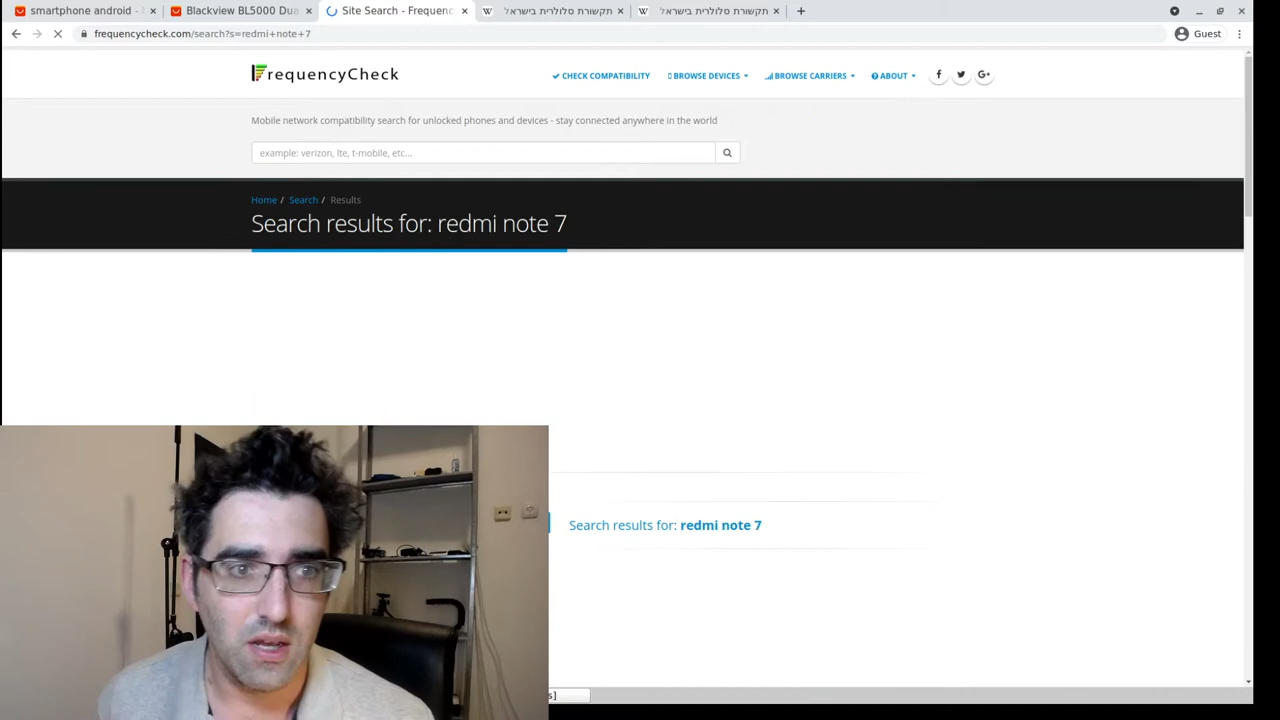 smartphone android -
Blackview BL5000 Dua
Site Search - Frequenc
תקשורת סלולרית בישראל
תקשורת סלולרית בישראל
frequencycheck.com/search?s=redmi+note+7
Guest
FrequencyCheck
CHECK COMPATIBILITY
BROWSE DEVICES
BROWSE CARRIERS
ABOUT
Mobile network compatibility search for unlocked phones and devices - stay connected anywhere in the world
example: verizon, lte, t-mobile, etc...
Home / Search / Results
Search results for: redmi note 7
Search results for: redmi note 7
s]